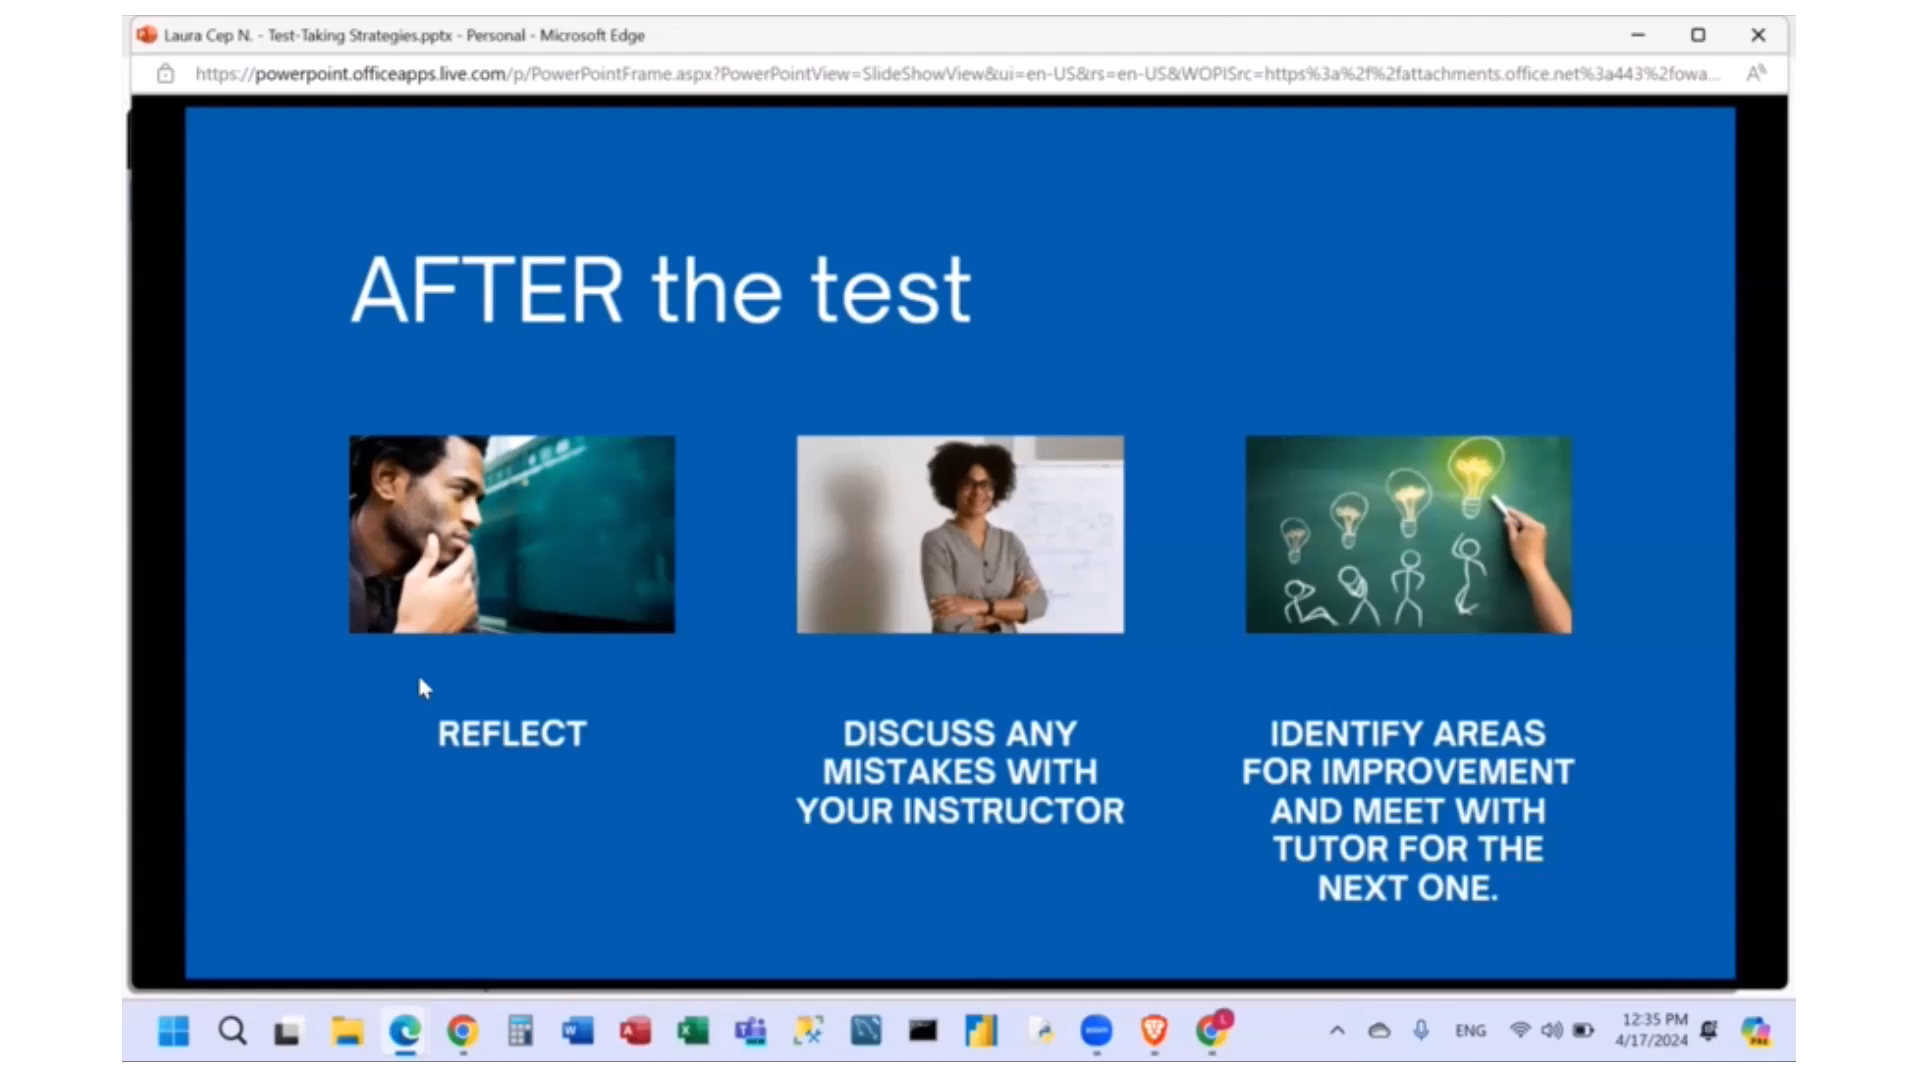 Laura Cep N. - Test-Taking Strategies.pptx - Personal - Microsoft Edge
https://powerpoint.officeapps.live.com/p/PowerPointFrame.aspx?PowerPointView=SlideShowView&ui=en-US&rs=en-US&WOPISrc=https%3a%2f%2fattachments.office.net%3a443%2fowa...
AFTER the test
REFLECT
DISCUSS ANY
MISTAKES WITH
YOUR INSTRUCTOR
IDENTIFY AREAS
FOR IMPROVEMENT
AND MEET WITH
TUTOR FOR THE
NEXT ONE.
ENG
12:35 PM
4/17/2024